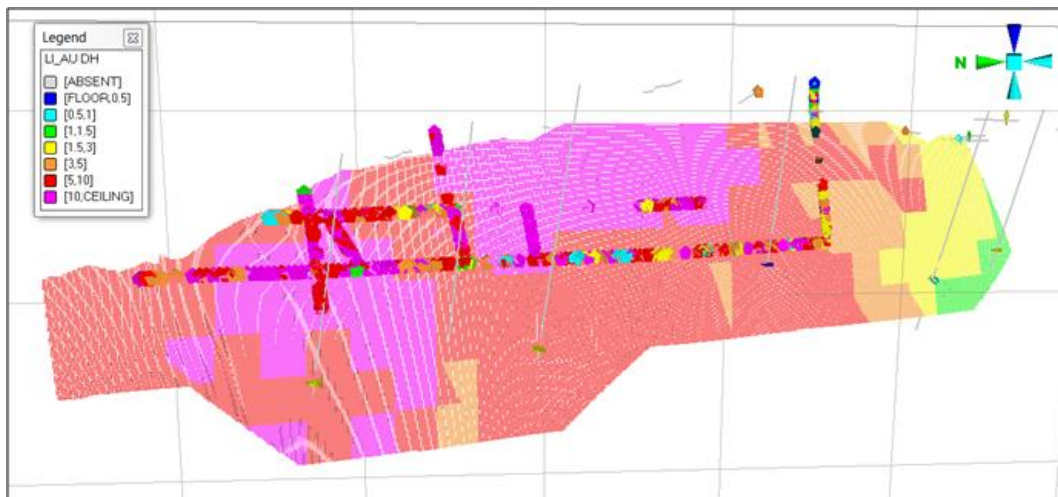 Legend
LI_AU DH
[ABSENT]
[FLOOR,0.5]
[0.5,1]
[1,1.5]
[1.5,3]
[3,5]
[5,10]
[10,CEILING]
N